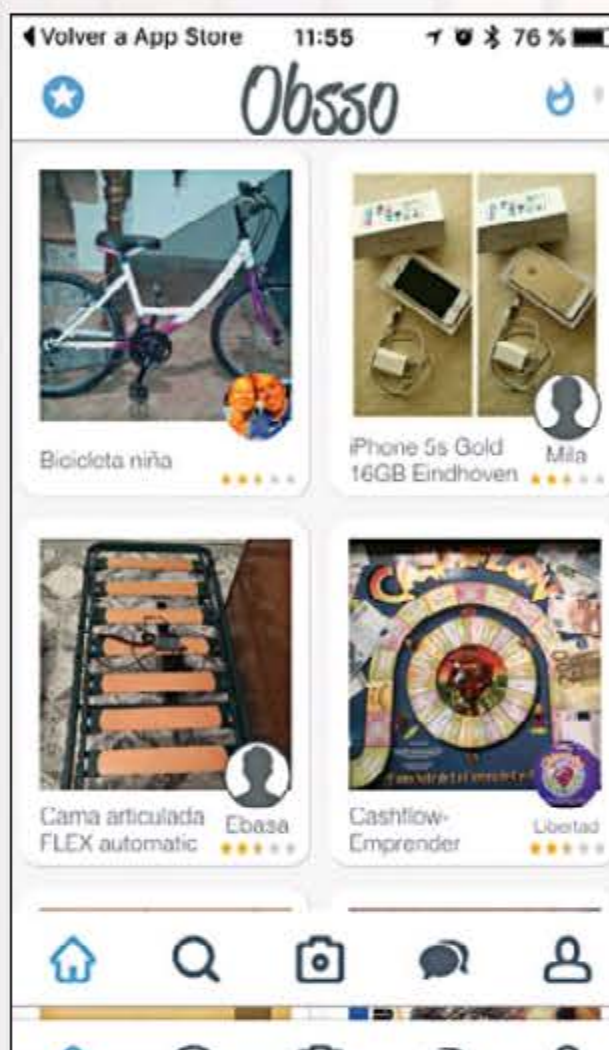 Volver a App Store 11:55 76 %
Obsso
Bicicleta niña
iPhone 5s Gold
16GB Eindhoven
Mila
Cama articulada
FLEX automatic
Ebasa
CASHFLOW
Cashflow-
Emprender
Libertad